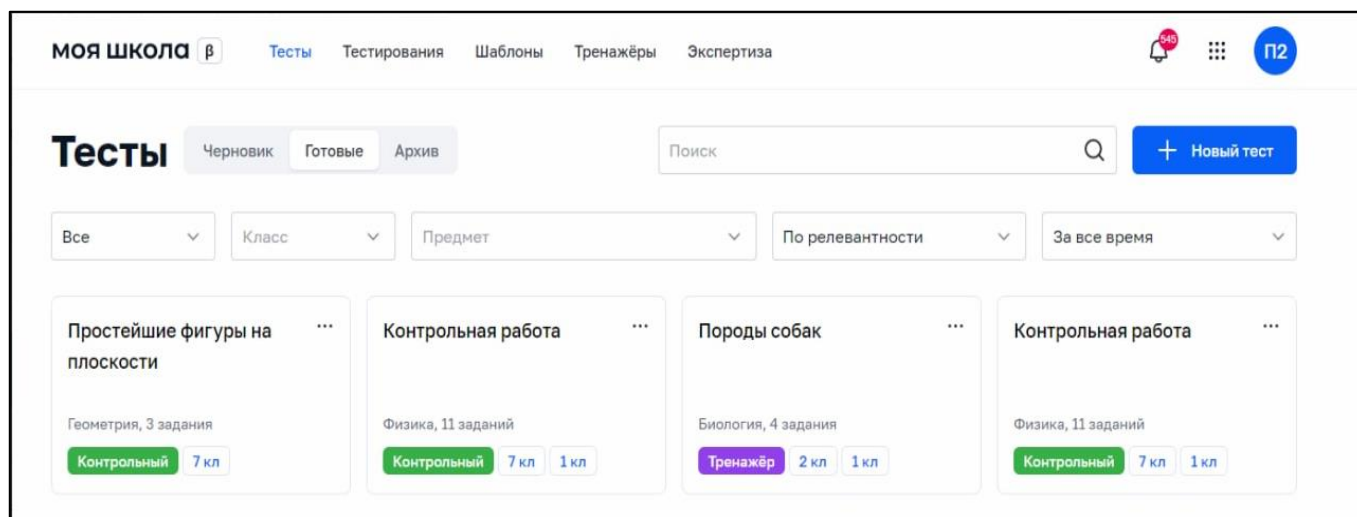 моя школа β Тесты Тестирования Шаблоны Тренажёры Экспертиза 545 П2
Тесты Черновик Готовые Архив Поиск + Новый тест
Все Класс Предмет По релевантности За все время
Простейшие фигуры на
плоскости
Геометрия, 3 задания
Контрольный 7 кл
Контрольная работа
Физика, 11 заданий
Контрольный 7 кл 1 кл
Породы собак
Биология, 4 задания
Тренажёр 2 кл 1 кл
Контрольная работа
Физика, 11 заданий
Контрольный 7 кл 1 кл